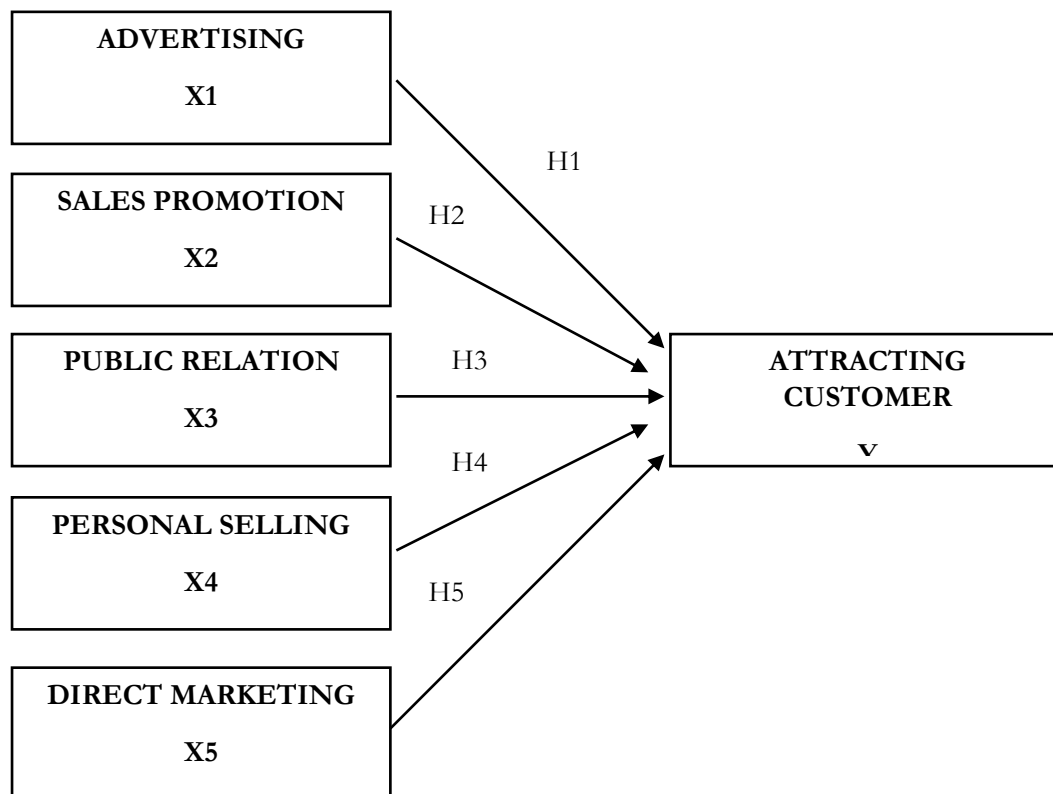 ADVERTISING
X1
H1
SALES PROMOTION
X2
H2
PUBLIC RELATION
X3
H3
ATTRACTING
CUSTOMER
PERSONAL SELLING
X4
H4
DIRECT MARKETING
X5
H5